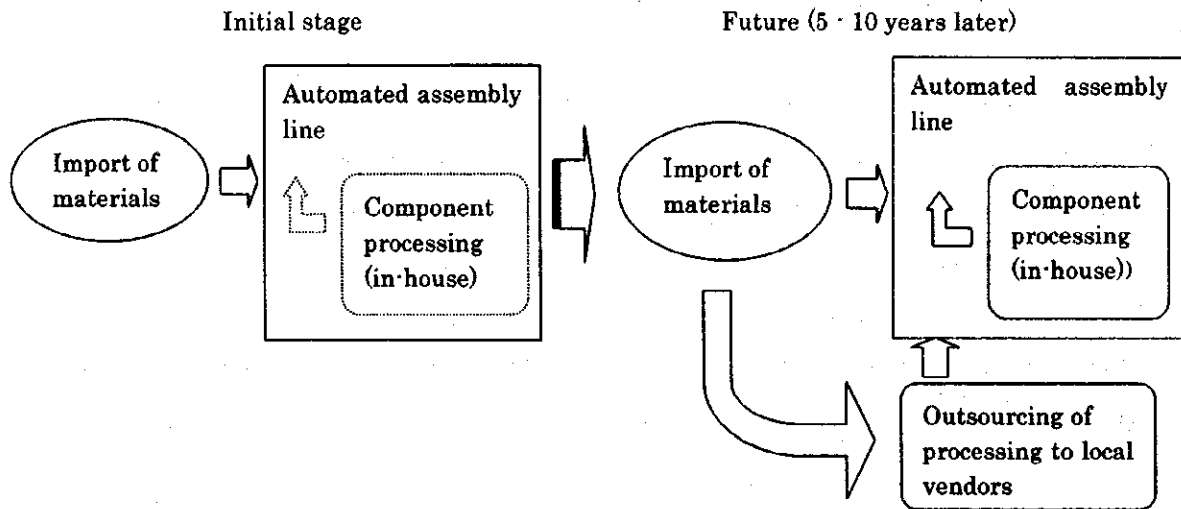 Initial stage
Import of
materials
Automated assembly
line
Component
processing
(in-house)
Future (5 - 10 years later)
Import of
materials
Automated assembly
line
Component
processing
(in-house))
Outsourcing of
processing to local
vendors